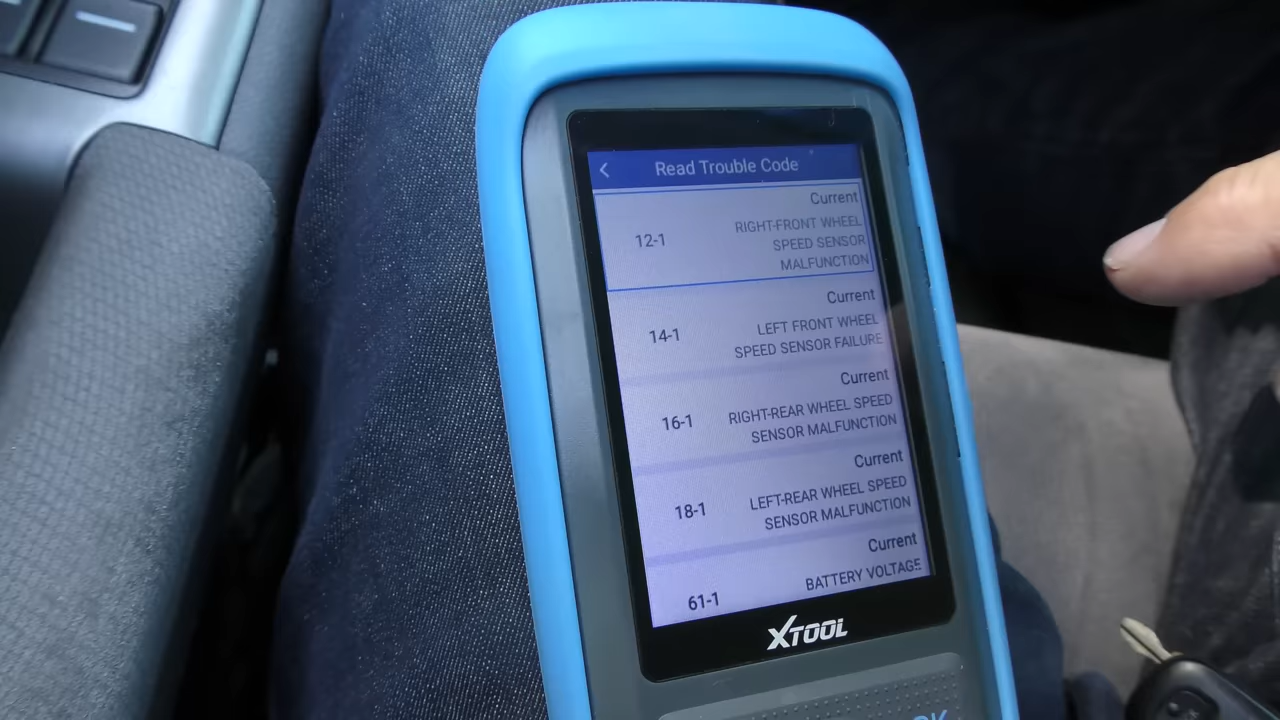 Read Trouble Code
Current
12-1
RIGHT-FRONT WHEEL
SPEED SENSOR
MALFUNCTION
Current
14-1
LEFT FRONT WHEEL
SPEED SENSOR FAILURE
Current
16-1
RIGHT-REAR WHEEL SPEED
SENSOR MALFUNCTION
Current
18-1
LEFT-REAR WHEEL SPEED
SENSOR MALFUNCTION
Current
61-1
BATTERY VOLTAGE
XTOOL
OK